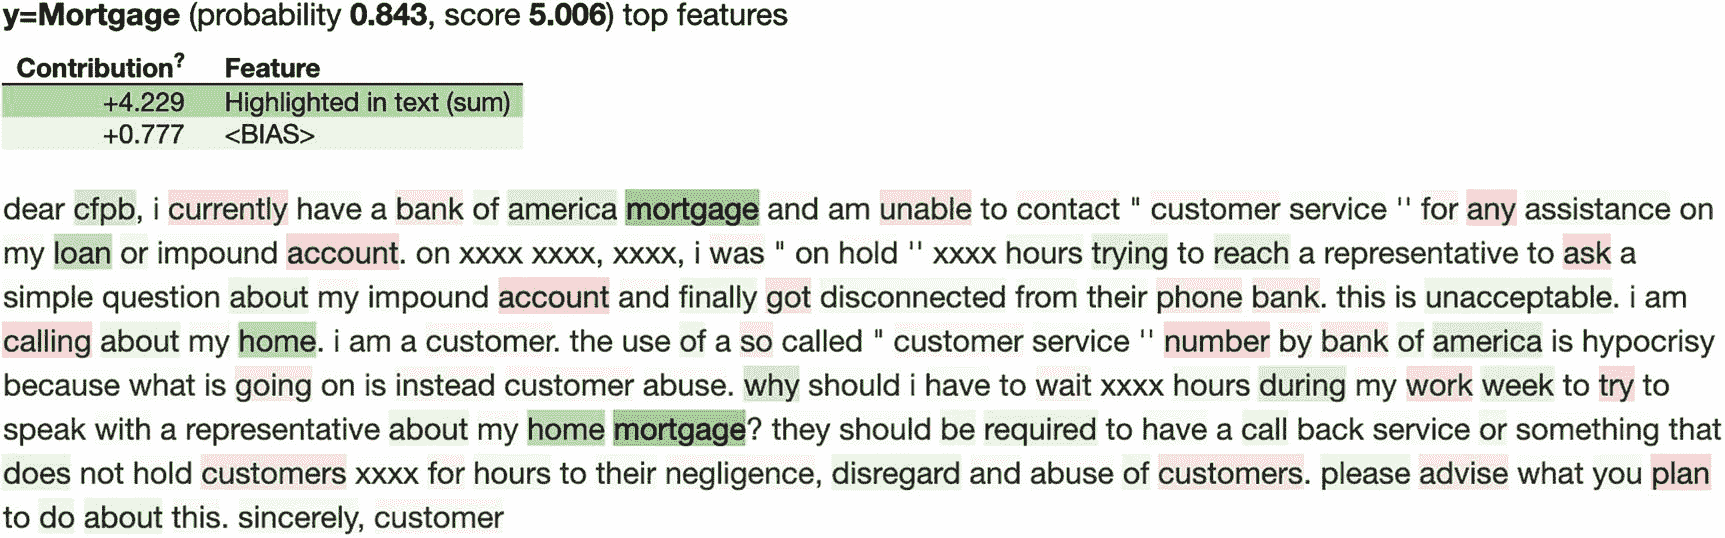 y=Mortgage (probability 0.843, score 5.006) top features
Contribution? Feature
+4.229 Highlighted in text (sum)
+0.777 <BIAS>
dear cfpb, i currently have a bank of america mortgage and am unable to contact " customer service '' for any assistance on
my loan or impound account. on xxxx xxxx, xxxx, i was " on hold '' xxxx hours trying to reach a representative to ask a
simple question about my impound account and finally got disconnected from their phone bank. this is unacceptable. i am
calling about my home. i am a customer. the use of a so called " customer service '' number by bank of america is hypocrisy
because what is going on is instead customer abuse. why should i have to wait xxxx hours during my work week to try to
speak with a representative about my home mortgage? they should be required to have a call back service or something that
does not hold customers xxxx for hours to their negligence, disregard and abuse of customers. please advise what you plan
to do about this. sincerely, customer